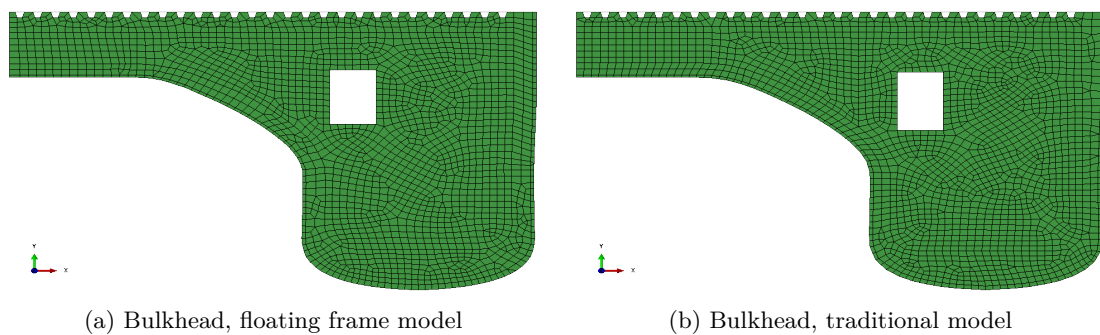 Y
X
Y
X
(a) Bulkhead, floating frame model
(b) Bulkhead, traditional model